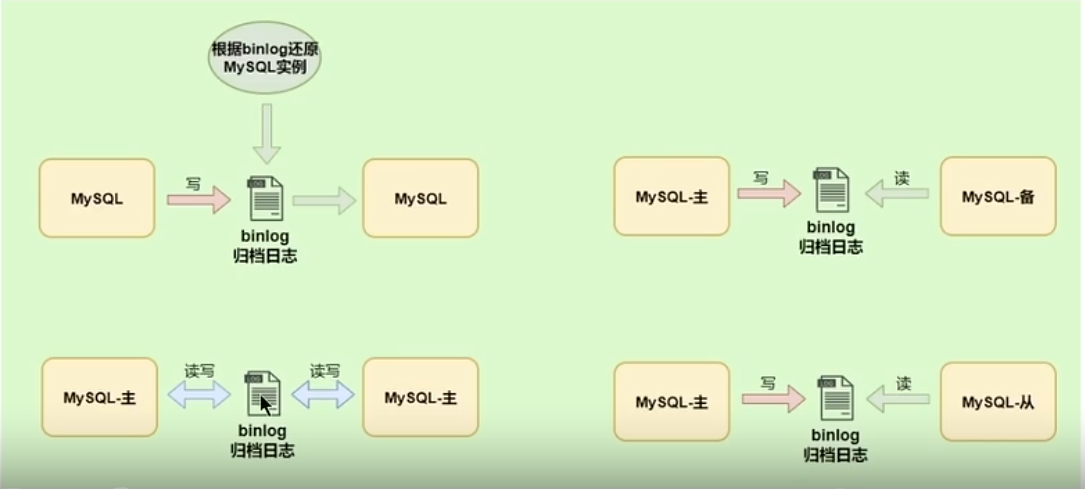 根据binlog还原
MySQL实例
MySQL
写
binlog
归档日志
MySQL
MySQL-主
写
binlog
归档日志
读
MySQL-备
MySQL-主
读写
binlog
归档日志
读写
MySQL-主
MySQL-主
写
binlog
归档日志
读
MySQL-从